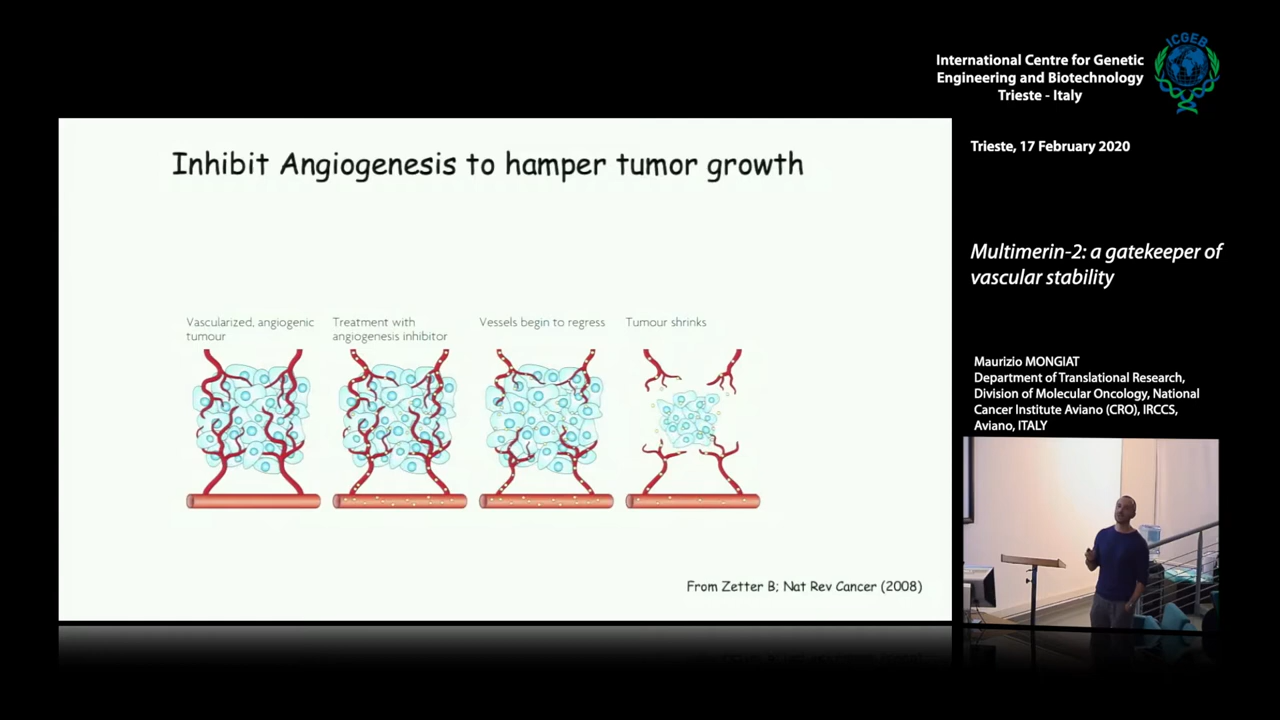 ICGEB
International Centre for Genetic
Engineering and Biotechnology
Trieste - Italy
Trieste, 17 February 2020
Inhibit Angiogenesis to hamper tumor growth
Multimerin-2: a gatekeeper of
vascular stability
Vascularized, angiogenic
tumour
Treatment with
angiogenesis inhibitor
Vessels begin to regress
Tumour shrinks
Maurizio MONGIAT
Department of Translational Research,
Division of Molecular Oncology, National
Cancer Institute Aviano (CRO), IRCCS,
Aviano, ITALY
From Zetter B; Nat Rev Cancer (2008)